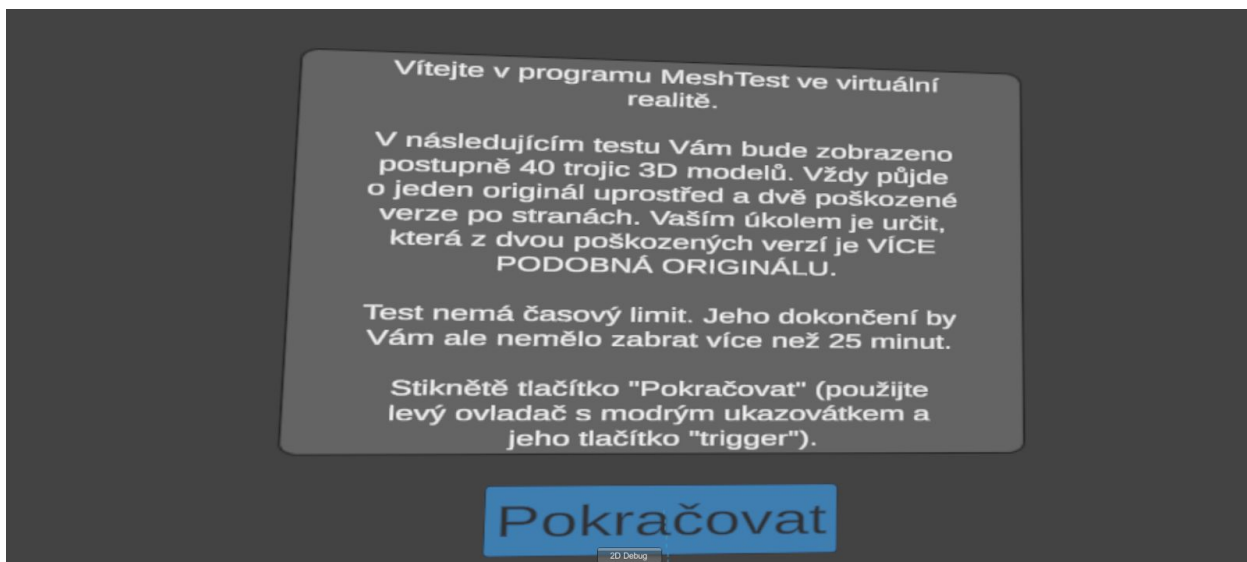 Vítejte v programu MeshTest ve virtuální
realitě.
V následujícím testu Vám bude zobrazeno
postupně 40 trojic 3D modelů. Vždy půjde
o jeden originál uprostřed a dvě poškozené
verze po stranách. Vaším úkolem je určit,
která z dvou poškozených verzí je VÍCE
PODOBNÁ ORIGINÁLU.
Test nemá časový limit. Jeho dokončení by
Vám ale nemělo zabrat více než 25 minut.
Stiknětě tlačítko "Pokračovat" (použijte
levý ovladač s modrým ukazovátkem a
jeho tlačítko "trigger").
Pokračovat
2D Debug